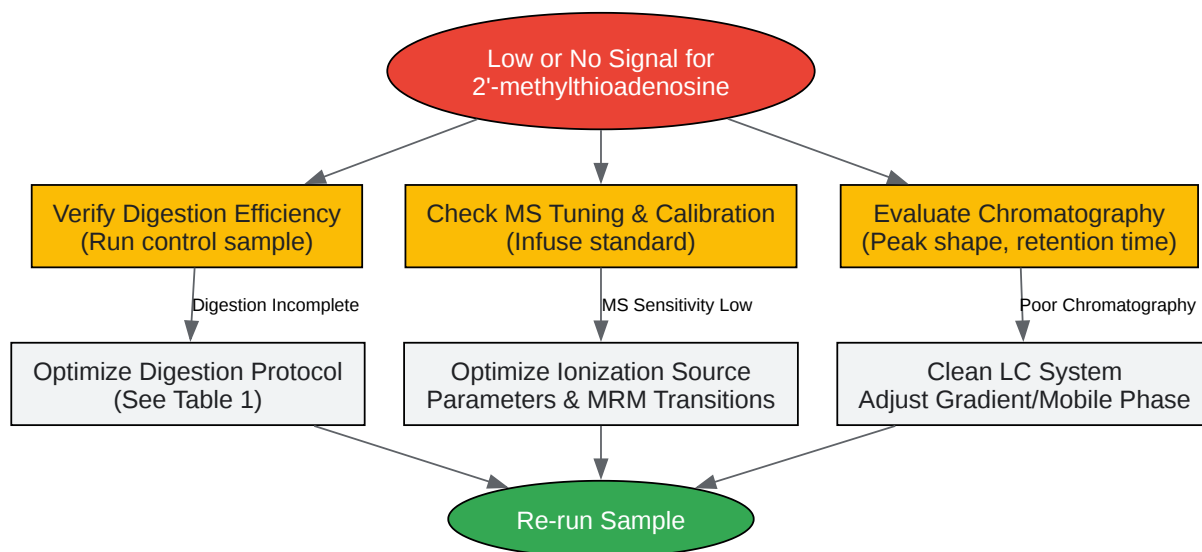 Low or No Signal for
2'-methylthioadenosine
Verify Digestion Efficiency
(Run control sample)
Check MS Tuning & Calibration
(Infuse standard)
Evaluate Chromatography
(Peak shape, retention time)
Digestion Incomplete
MS Sensitivity Low
Poor Chromatography
Optimize Digestion Protocol
(See Table 1)
Optimize Ionization Source
Parameters & MRM Transitions
Clean LC System
Adjust Gradient/Mobile Phase
Re-run Sample